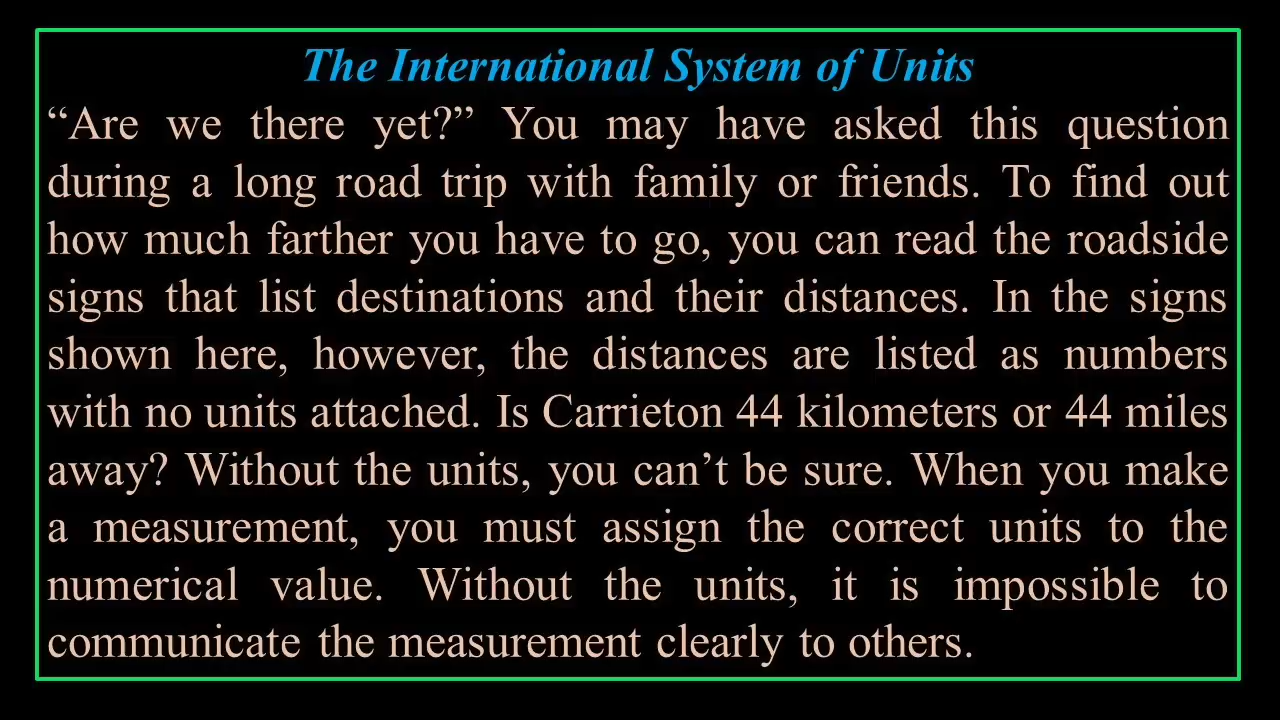 The International System of Units
“Are we there yet?” You may have asked this question
during a long road trip with family or friends. To find out
how much farther you have to go, you can read the roadside
signs that list destinations and their distances. In the signs
shown here, however, the distances are listed as numbers
with no units attached. Is Carrieton 44 kilometers or 44 miles
away? Without the units, you can’t be sure. When you make
a measurement, you must assign the correct units to the
numerical value. Without the units, it is impossible to
communicate the measurement clearly to others.